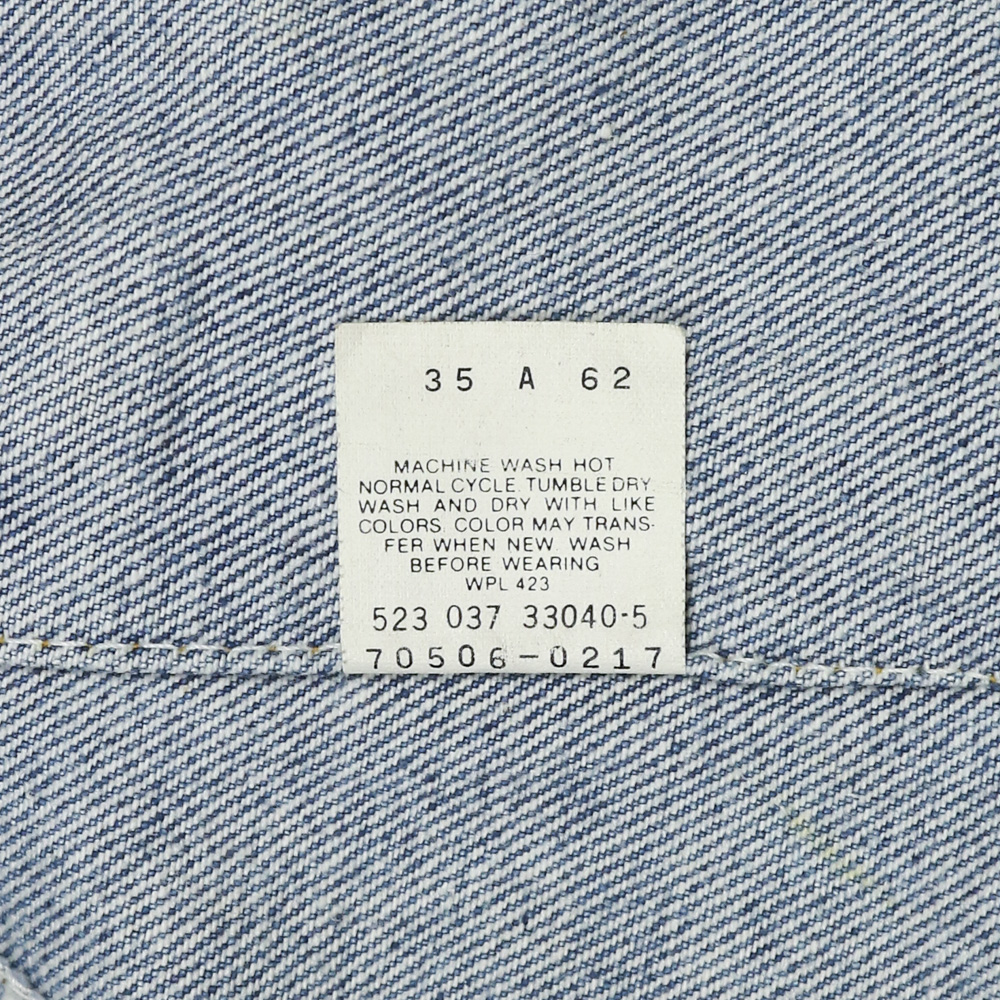 35 A 62
MACHINE WASH HOT
NORMAL CYCLE. TUMBLE DRY.
WASH AND DRY WITH LIKE
COLORS. COLOR MAY TRANS-
FER WHEN NEW. WASH
BEFORE WEARING
WPL 423
523 037 33040-5
70506-0217